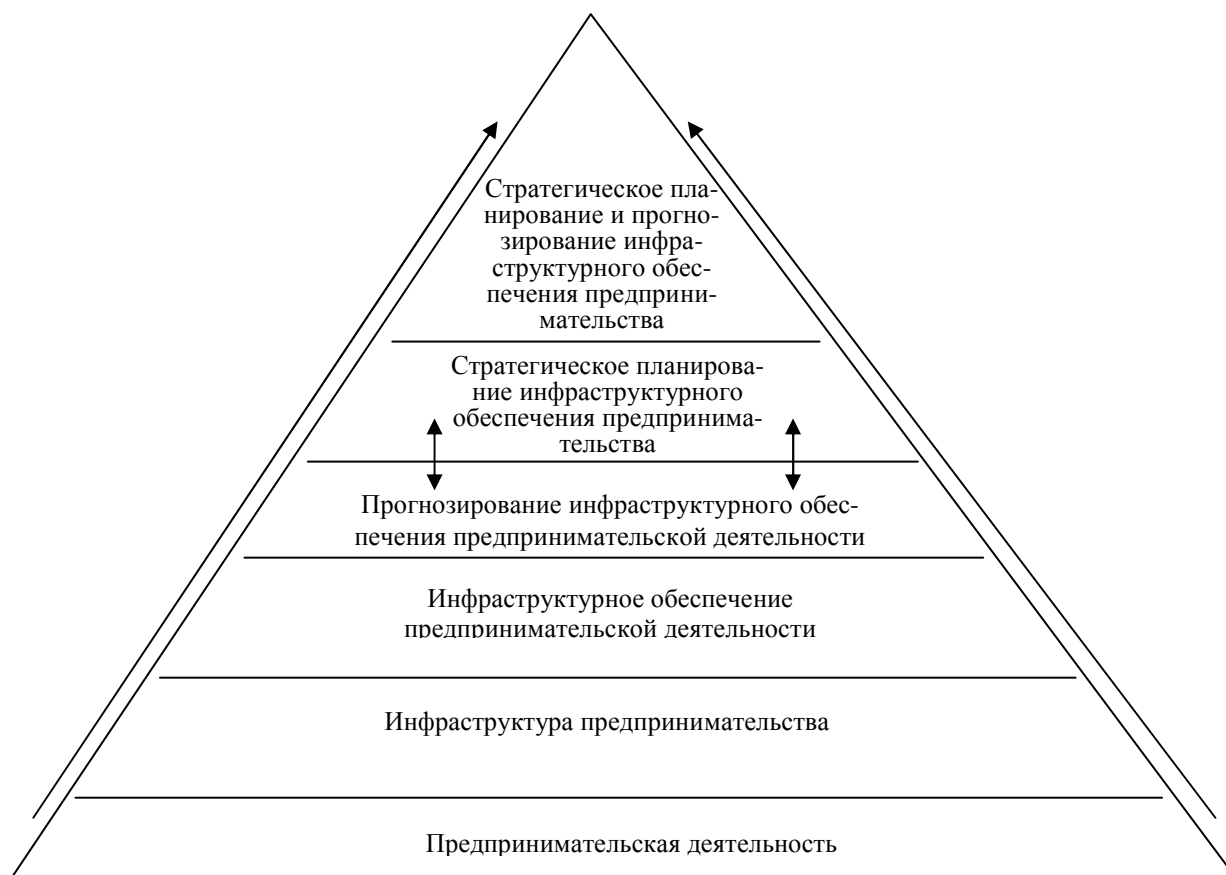 Стратегическое пла-
нирование и прогно-
зирование инфра-
структурного обес-
печения предприни-
мательства
Стратегическое планирова-
ние инфраструктурного
обеспечения предпринима-
тельства
Прогнозирование инфраструктурного обес-
печения предпринимательской деятельности
Инфраструктурное обеспечение
предпринимательской деятельности
Инфраструктура предпринимательства
Предпринимательская деятельность